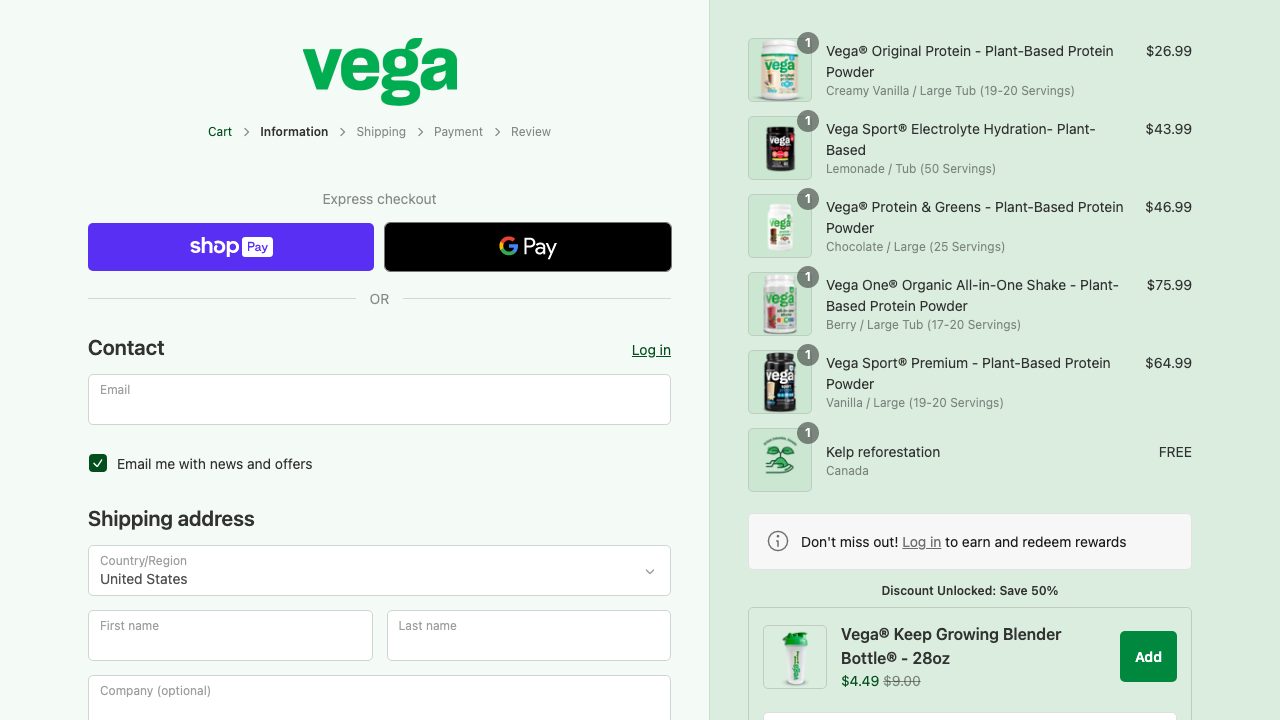 vega
Cart
Information
Shipping
Payment
Review
Express checkout
shop Pay
G Pay
OR
Contact
Log in
Email
Email me with news and offers
Shipping address
Country/Region
United States
First name
Last name
Company (optional)
1
vega
Vega® Original Protein - Plant-Based Protein
Powder
Creamy Vanilla / Large Tub (19-20 Servings)
$26.99
1
vega
Vega Sport® Electrolyte Hydration- Plant-
Based
Lemonade / Tub (50 Servings)
$43.99
1
vega
Vega® Protein & Greens - Plant-Based Protein
Powder
Chocolate / Large (25 Servings)
$46.99
1
vega
Vega One® Organic All-in-One Shake - Plant-
Based Protein Powder
Berry / Large Tub (17-20 Servings)
$75.99
1
vega
Vega Sport® Premium - Plant-Based Protein
Powder
Vanilla / Large (19-20 Servings)
$64.99
1
Kelp reforestation
Canada
FREE
Don't miss out! Log in to earn and redeem rewards
Discount Unlocked: Save 50%
Vega® Keep Growing Blender
Bottle® - 28oz
$4.49 $9.00
Add